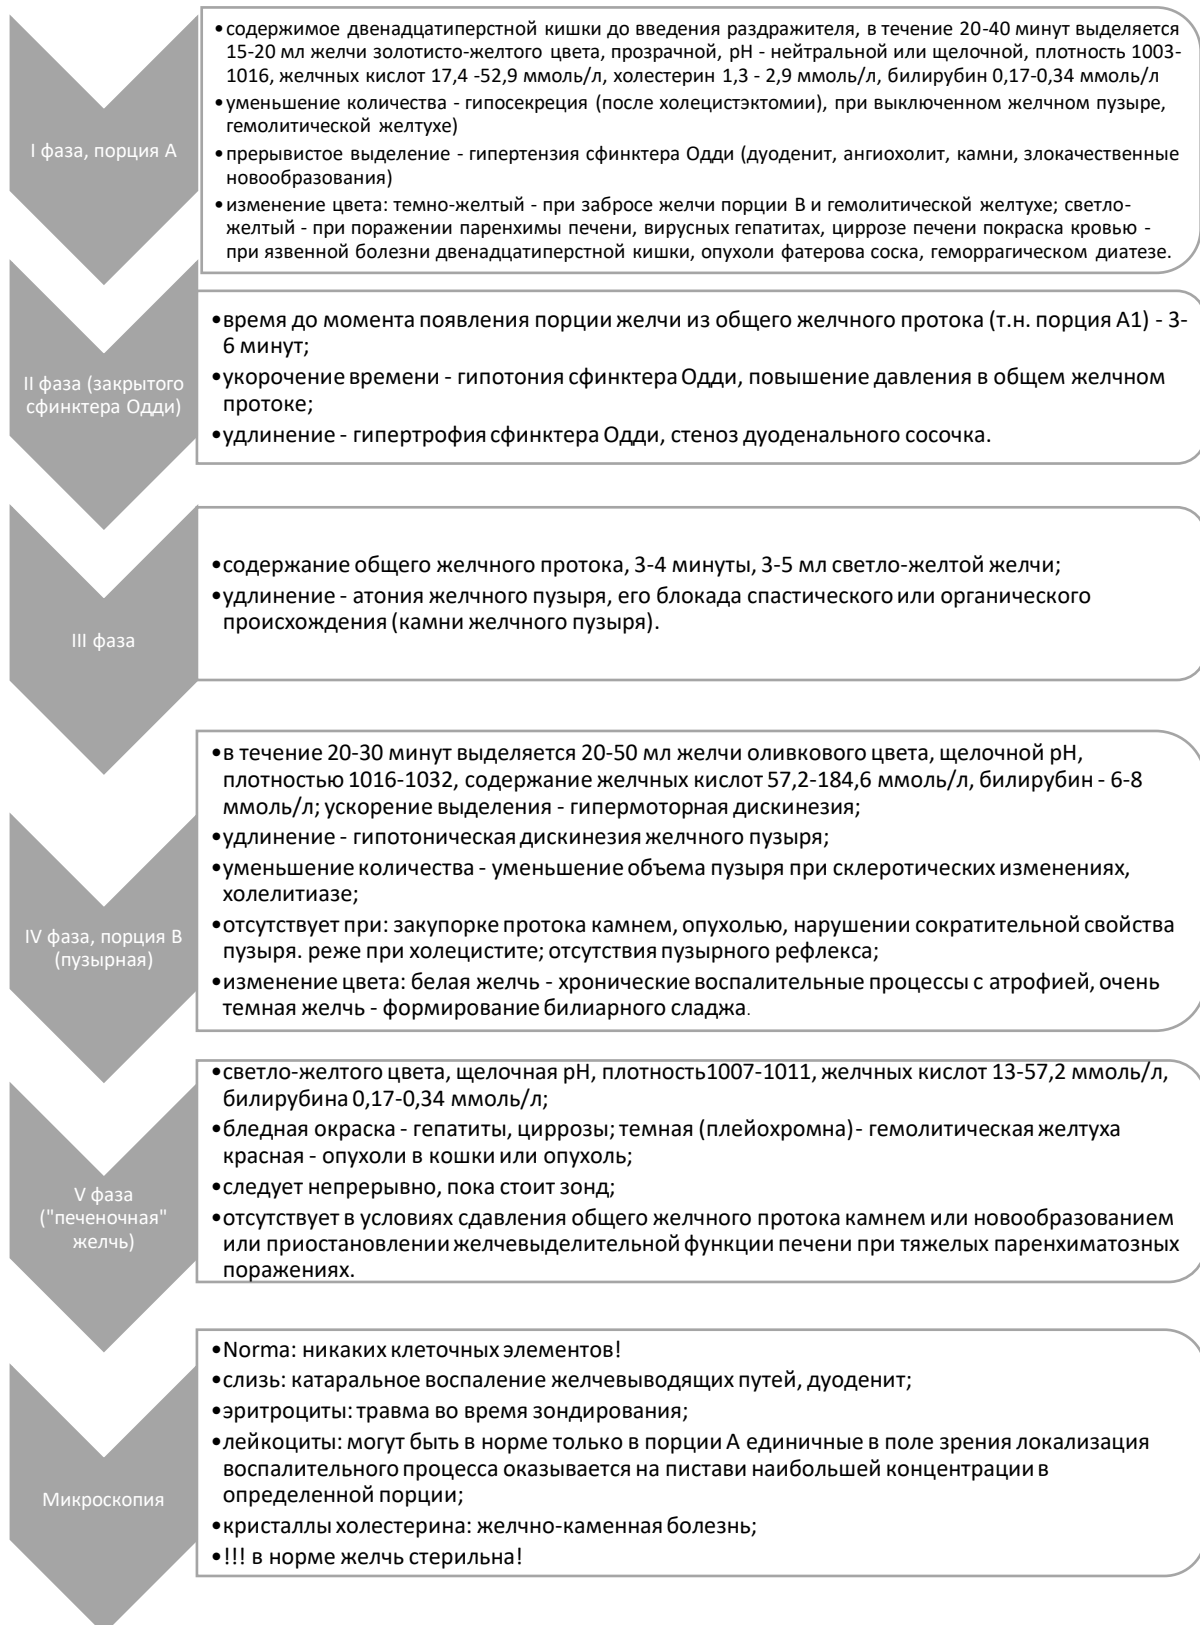 I фаза, порция А
•содержимое двенадцатиперстной кишки до введения раздражителя, в течение 20-40 минут выделяется
15-20 мл желчи золотисто-желтого цвета, прозрачной, pH - нейтральной или щелочной, плотность 1003-
1016, желчных кислот 17,4 -52,9 ммоль/л, холестерин 1,3 - 2,9 ммоль/л, билирубин 0,17-0,34 ммоль/л
•уменьшение количества - гипосекреция (после холецистэктомии), при выключенном желчном пузыре,
гемолитической желтухе)
•прерывистое выделение - гипертензия сфинктера Одди (дуоденит, ангиохолит, камни, злокачественные
новообразования)
•изменение цвета: темно-желтый - при забросе желчи порции В и гемолитической желтухе; светло-
желтый - при поражении паренхимы печени, вирусных гепатитах, циррозе печени покраска кровью -
при язвенной болезни двенадцатиперстной кишки, опухоли фатерова соска, геморрагическом диатезе.
II фаза (закрытого
сфинктера Одди)
•время до момента появления порции желчи из общего желчного протока (т.н. порция А1) - 3-
6 минут;
•укорочение времени - гипотония сфинктера Одди, повышение давления в общем желчном
протоке;
•удлинение - гипертрофия сфинктера Одди, стеноз дуоденального сосочка.
III фаза
•содержание общего желчного протока, 3-4 минуты, 3-5 мл светло-желтой желчи;
•удлинение - атония желчного пузыря, его блокада спастического или органического
происхождения (камни желчного пузыря).
IV фаза, порция В
(пузырная)
•в течение 20-30 минут выделяется 20-50 мл желчи оливкового цвета, щелочной рН,
плотностью 1016-1032, содержание желчных кислот 57,2-184,6 ммоль/л, билирубин - 6-8
ммоль/л; ускорение выделения - гипермоторная дискинезия;
•удлинение - гипотоническая дискинезия желчного пузыря;
•уменьшение количества - уменьшение объема пузыря при склеротических изменениях,
холелитиазе;
•отсутствует при: закупорке протока камнем, опухолью, нарушении сократительной свойства
пузыря. реже при холецистите; отсутствия пузырного рефлекса;
•изменение цвета: белая желчь - хронические воспалительные процессы с атрофией, очень
темная желчь - формирование билиарного сладжа.
V фаза
("печеночная"
желчь)
•светло-желтого цвета, щелочная рН, плотность1007-1011, желчных кислот 13-57,2 ммоль/л,
билирубина 0,17-0,34 ммоль/л;
•бледная окраска - гепатиты, циррозы; темная (плейохромна)- гемолитическая желтуха
красная - опухоли в кошки или опухоль;
•следует непрерывно, пока стоит зонд;
•отсутствует в условиях сдавления общего желчного протока камнем или новообразованием
или приостановлении желчевыделительной функции печени при тяжелых паренхиматозных
поражениях.
Микроскопия
•Norma: никаких клеточных элементов!
•слизь: катаральное воспаление желчевыводящих путей, дуоденит;
•эритроциты: травма во время зондирования;
•лейкоциты: могут быть в норме только в порции А единичные в поле зрения локализация
воспалительного процесса оказывается на пистави наибольшей концентрации в
определенной порции;
•кристаллы холестерина: желчно-каменная болезнь;
•!!! в норме желчь стерильна!